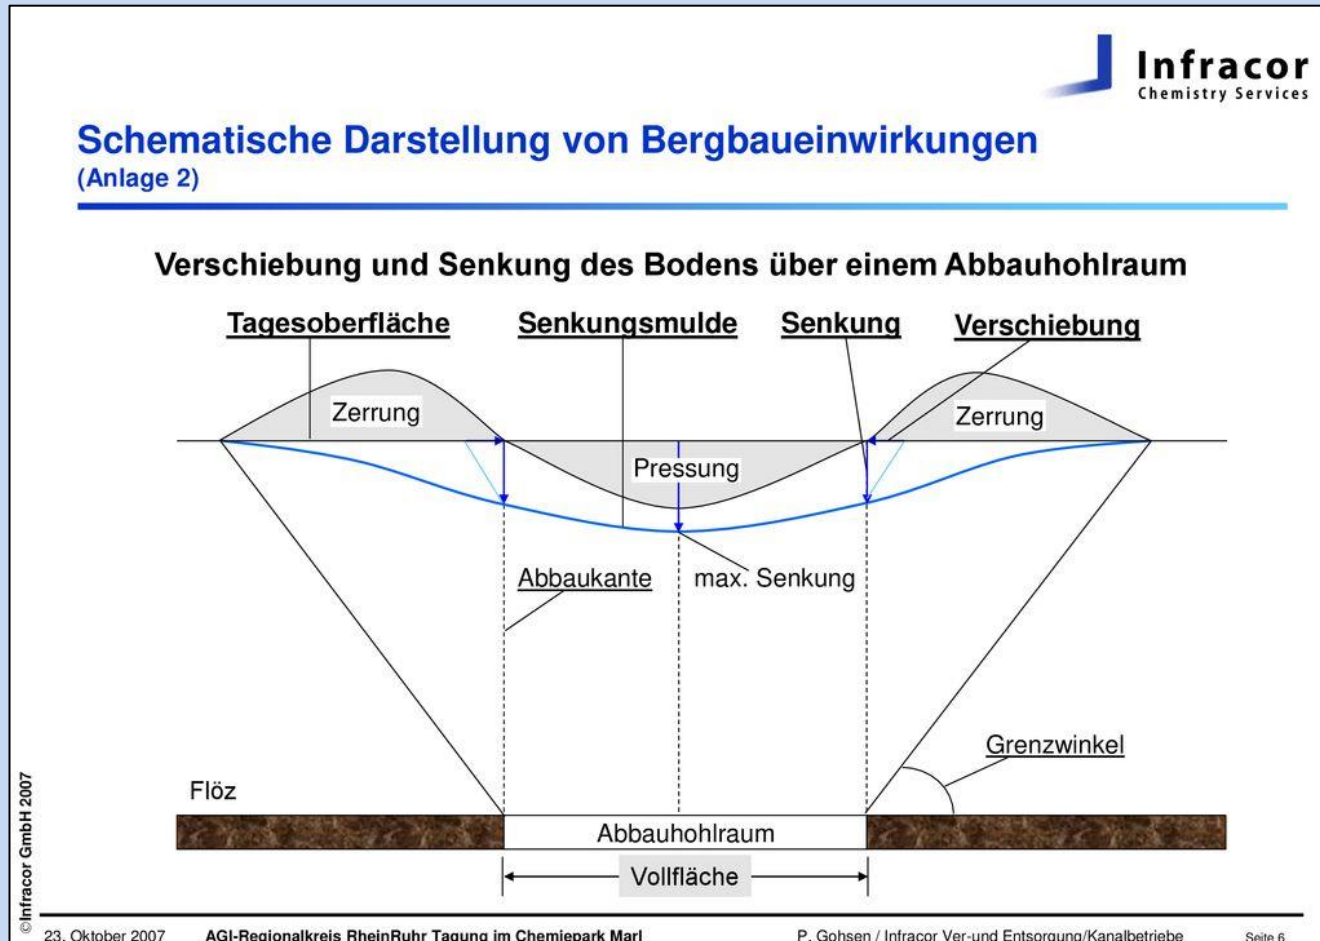 Infracor
Chemistry Services
Schematische Darstellung von Bergbaueinwirkungen
(Anlage 2)
Verschiebung und Senkung des Bodens über einem Abbauhohlraum
Tagesoberfläche Senkungsmulde Senkung Verschiebung
Zerrung Zerrung
Pressung
Abbaukante max. Senkung
Grenzwinkel
Flöz
Abbauhohlraum
Vollfläche
©Infracor GmbH 2007
23. Oktober 2007 AGI-Regionalkreis RheinRuhr Tagung im Chemiepark Marl P. Gohsen / Infracor Ver-und Entsorgung/Kanalbetriebe Seite 6